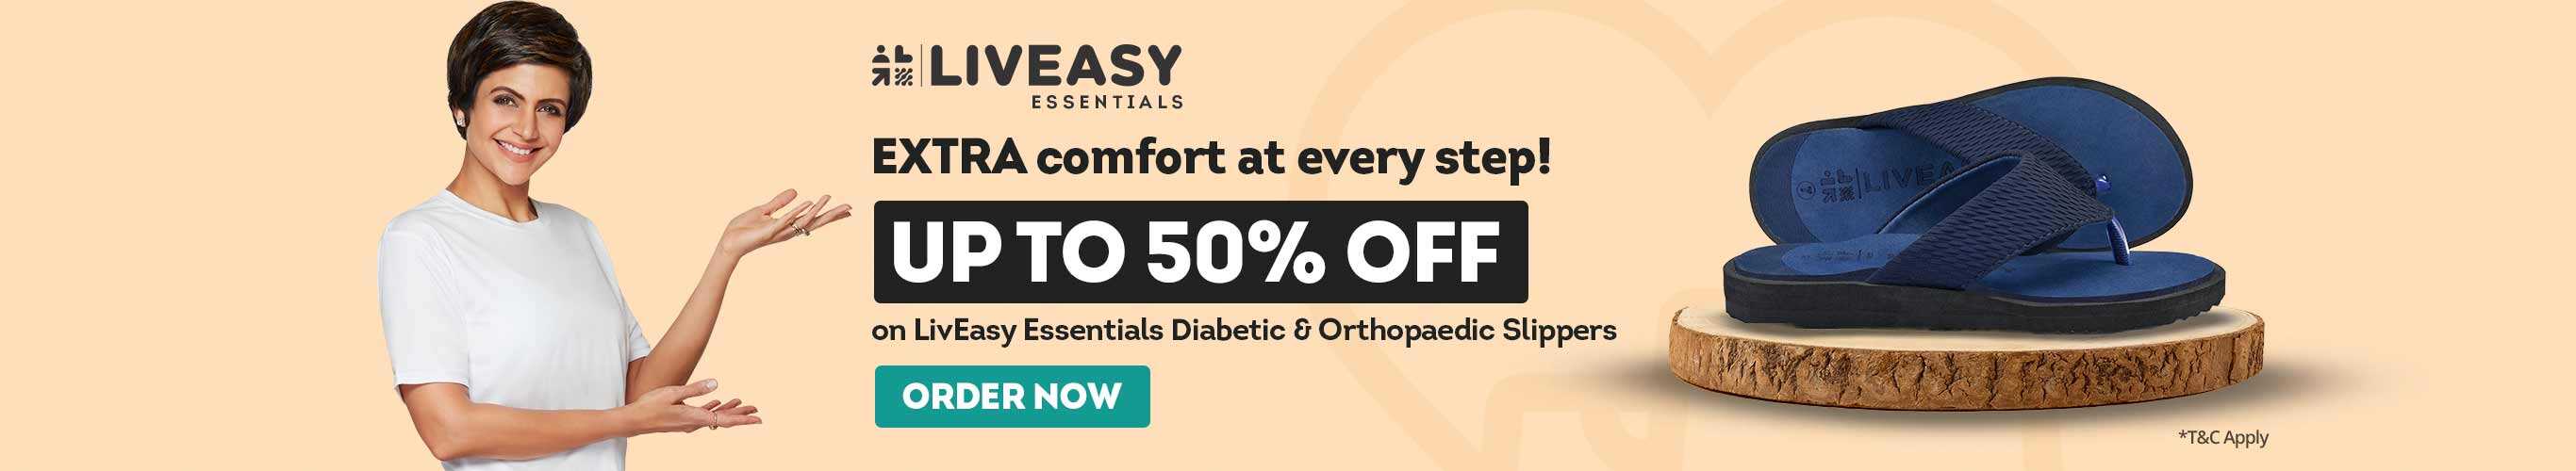 LIVEASY
ESSENTIALS
EXTRA comfort at every step!
UP TO 50% OFF
on LivEasy Essentials Diabetic & Orthopaedic Slippers
ORDER NOW
LIVEA
*T&C Apply